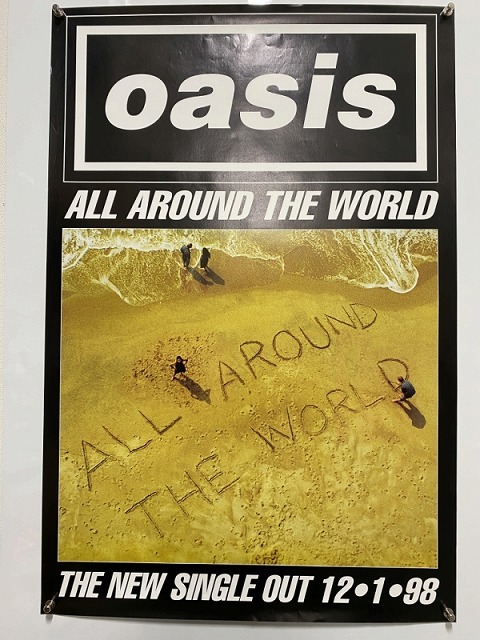 oasis
ALL AROUND THE WORLD
ALL AROUND
THE WORLD
THE NEW SINGLE OUT 12•1•98